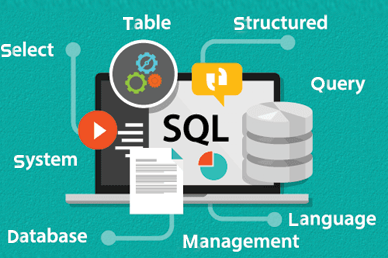 Table
Structured
Select
Query
SQL
System
Language
Database
Management